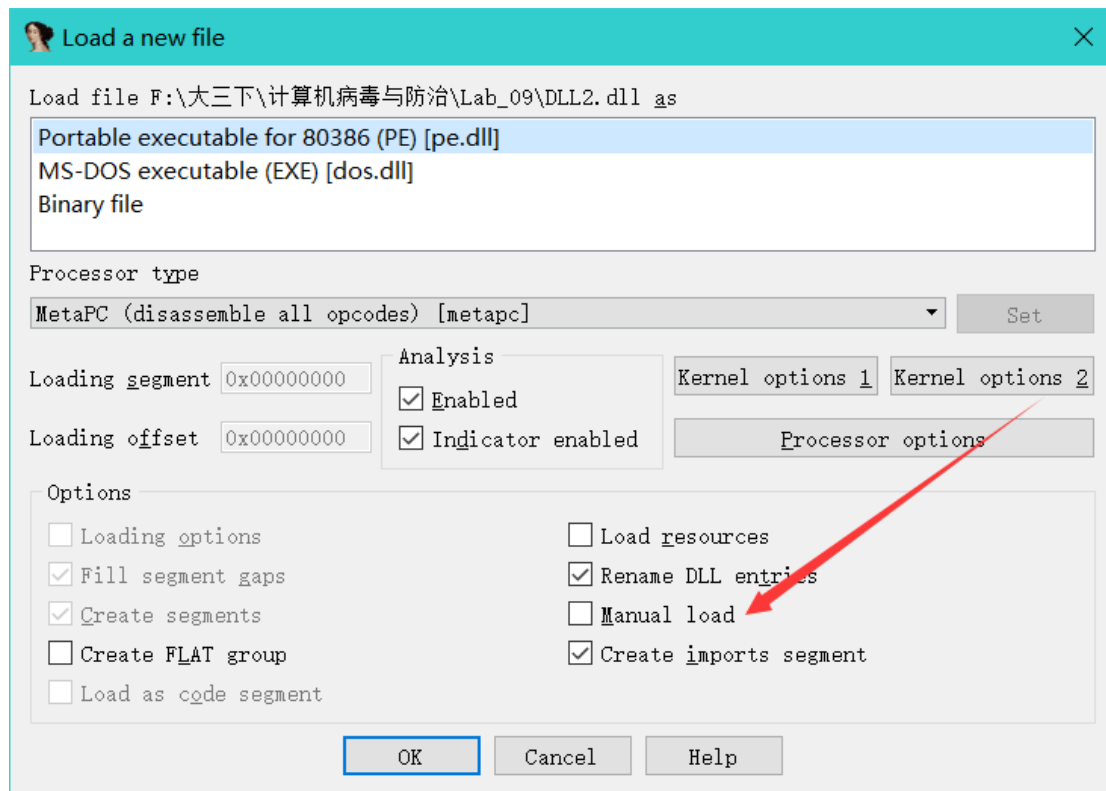 Load a new file
Load file F:\大三下\计算机病毒与防治\Lab_09\DLL2.dll as
Portable executable for 80386 (PE) [pe.dll]
MS-DOS executable (EXE) [dos.dll]
Binary file
Processor type
MetaPC (disassemble all opcodes) [metapc]
Set
Loading segment 0x00000000
Analysis
Enabled
Kernel options 1 Kernel options 2
Loading offset 0x00000000
Indicator enabled
Processor options
Options
Loading options
Load resources
Fill segment gaps
Rename DLL entries
Create segments
Manual load
Create FLAT group
Create imports segment
Load as code segment
OK Cancel Help